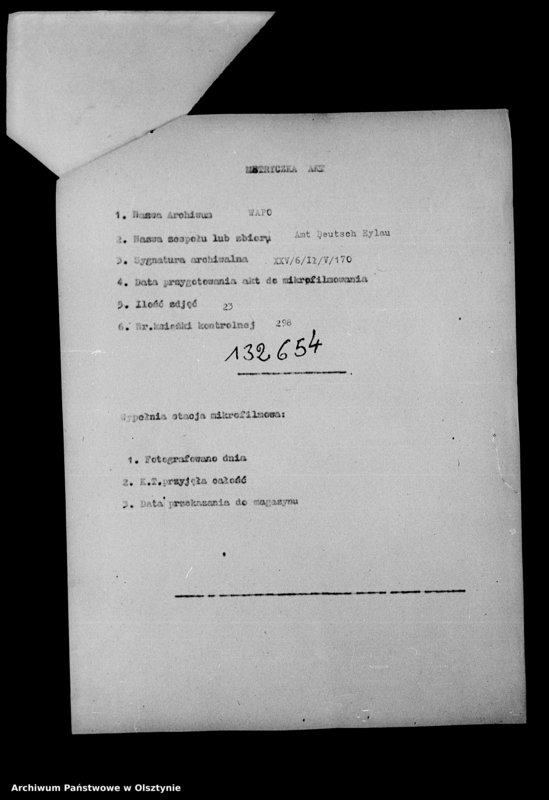 METRYCZKA AKT
1. Nazwa Archiwum WAPO
2. Nazwa zespołu lub zbioru Amt Deutsch Eylau
3. Sygnatura archiwalna XXV/6/II/V/170
4. Data przygotowania akt do mikrofilmowania
5. Ilość zdjęć 23
6. Nr.książki kontrolnej 298
132654
Wypełnia stacja mikrofilmowa:
1. Fotografowano dnia
2. K.T.przyjęła całość
3. Data przekazania do magazynu
Archiwum Państwowe w Olsztynie